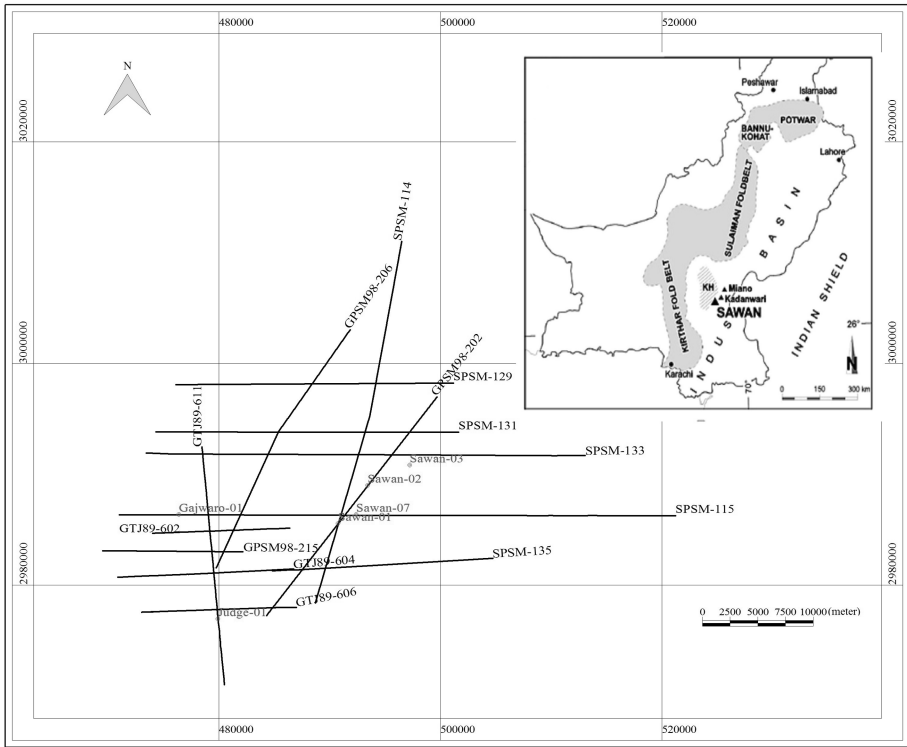 480000
500000
520000
3020000
3020000
Peshawar
Islamabad
POTWAR
BANNU-
KOHAT
Lahore
SULAIMAN FOLDBELT
BASIN
INDIAN SHIELD
KIRTHAR FOLD BELT
KH
Miano
Kadanwari
SAWAN
INDUS
26°
N
Karachi
70°
0 150 300 km
SPSM-114
GPSM98-206
3000000
3000000
GPSM98-202
SPSM-129
GTJ89-611
SPSM-131
SPSM-133
Sawan-03
Sawan-02
Gajwaro-01
Sawan-07
SPSM-115
Sawan-01
GTJ89-602
GPSM98-215
SPSM-135
GTJ89-604
2980000
2980000
GTJ89-606
Judge-01
0 2500 5000 7500 10000(meter)
480000
500000
520000